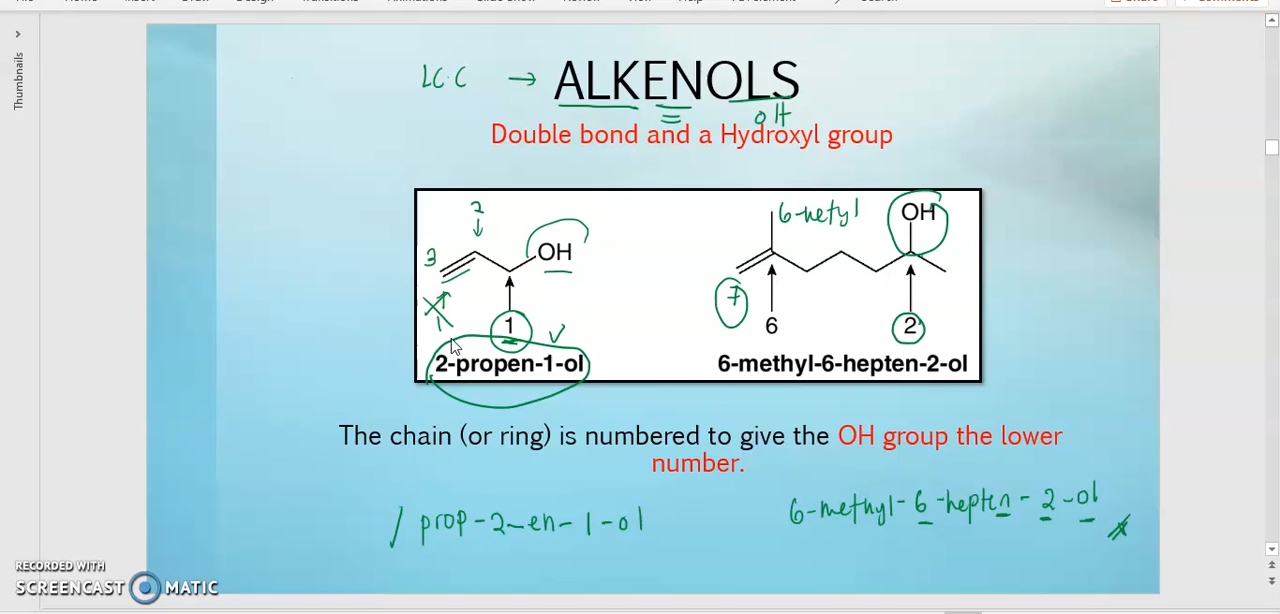 Thumbnails
LC.C → ALKENOLS
OH
Double bond and a Hydroxyl group
2
3
OH
1
2-propen-1-ol
6-metyl
OH
7
6
2
6-methyl-6-hepten-2-ol
The chain (or ring) is numbered to give the OH group the lower
number.
/ prop-2-en-1-ol
6-methyl-6-hepten-2-ol
RECORDED WITH
SCREENCAST MATIC